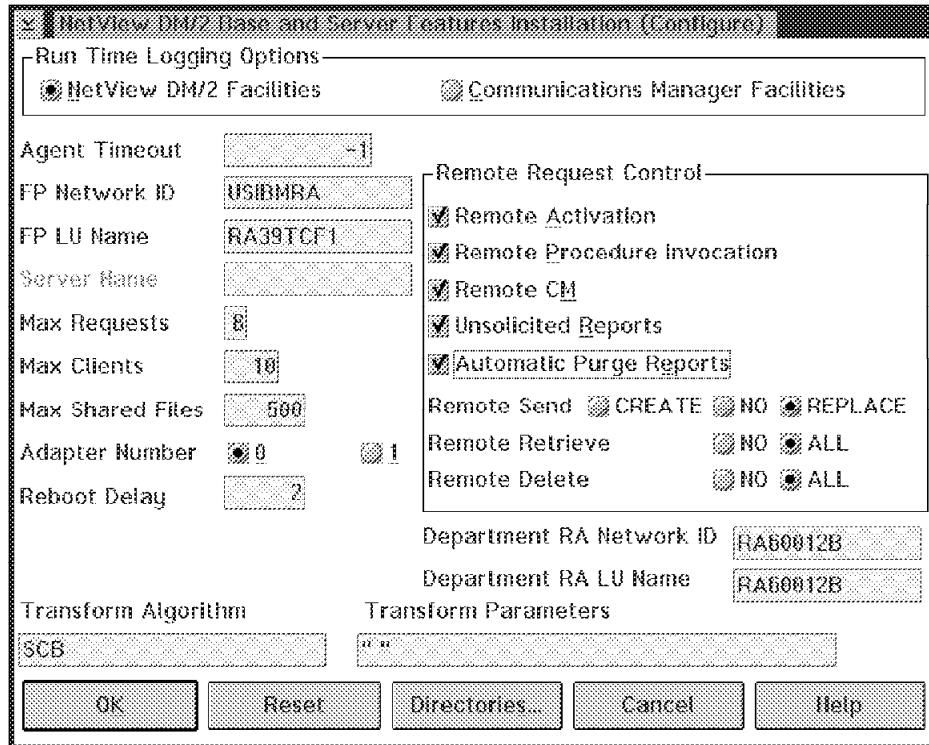 NetView DM/2 Base and Server Features Installation (Configure)
Run Time Logging Options
NetView DM/2 Facilities
Communications Manager Facilities
Agent Timeout -1
FP Network ID USIBMRA
FP LU Name RA39TCF1
Server Name
Max Requests 8
Max Clients 10
Max Shared Files 500
Adapter Number 0 1
Reboot Delay 2
Remote Request Control
Remote Activation
Remote Procedure Invocation
Remote CM
Unsolicited Reports
Automatic Purge Reports
Remote Send CREATE NO REPLACE
Remote Retrieve NO ALL
Remote Delete NO ALL
Department RA Network ID RA60012B
Department RA LU Name RA60012B
Transform Algorithm
SCB
Transform Parameters
" "
OK Reset Directories... Cancel Help